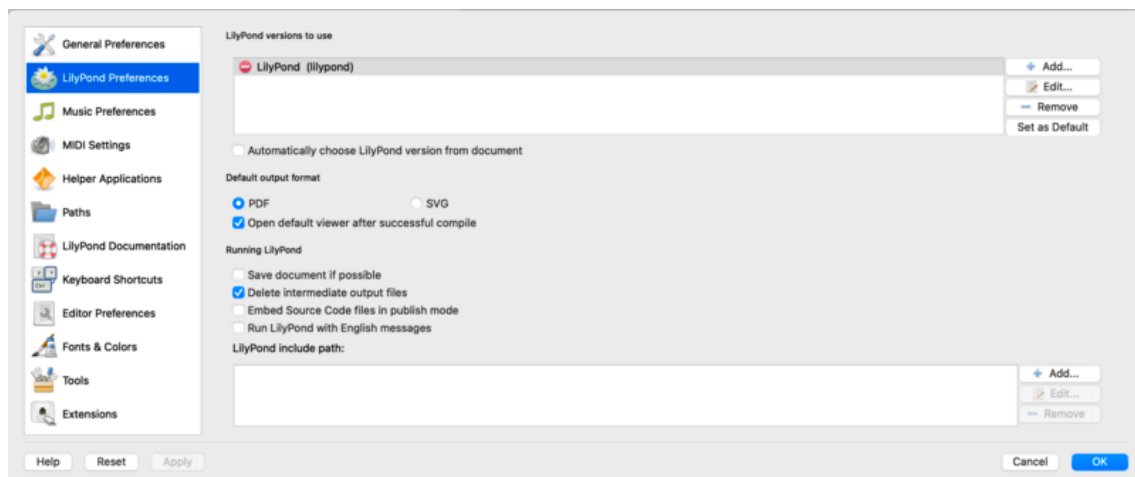 General Preferences
LilyPond Preferences
Music Preferences
MIDI Settings
Helper Applications
Paths
LilyPond Documentation
Keyboard Shortcuts
Editor Preferences
Fonts & Colors
Tools
Extensions
LilyPond versions to use
LilyPond (lilypond)
Add...
Edit...
Remove
Set as Default
Automatically choose LilyPond version from document
Default output format
PDF SVG
Open default viewer after successful compile
Running LilyPond
Save document if possible
Delete intermediate output files
Embed Source Code files in publish mode
Run LilyPond with English messages
LilyPond include path:
Add...
Edit...
Remove
Help Reset Apply Cancel OK